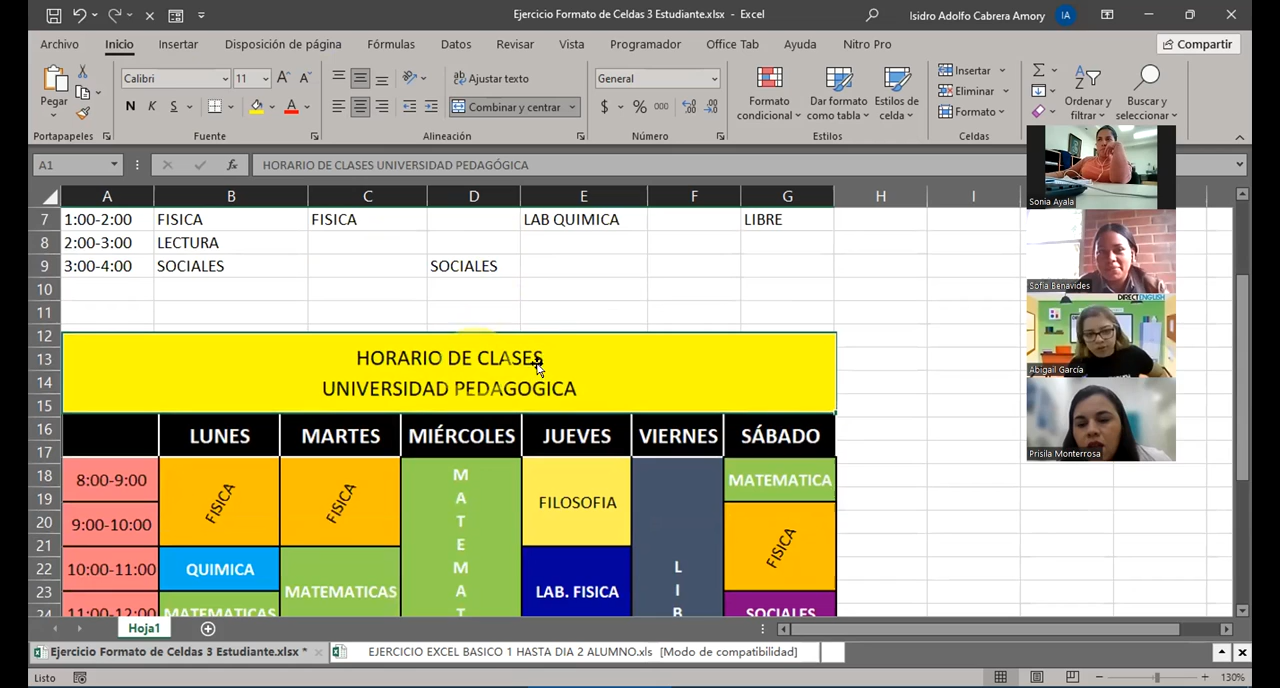 Ejercicio Formato de Celdas 3 Estudiante.xlsx - Excel
Isidro Adolfo Cabrera Amory
IA
Archivo Inicio Insertar Disposición de página Fórmulas Datos Revisar Vista Programador Office Tab Ayuda Nitro Pro
Compartir
Pegar
Calibri 11
N K S
Ajustar texto
Combinar y centrar
General
$ % 000
Formato condicional
Dar formato como tabla
Estilos de celda
Insertar
Eliminar
Formato
Ordenar y filtrar
Buscar y seleccionar
Portapapeles Fuente Alineación Número Estilos Celdas
A1 fx HORARIO DE CLASES UNIVERSIDAD PEDAGÓGICA
A B C D E F G H I
7 1:00-2:00 FISICA FISICA LAB QUIMICA LIBRE
8 2:00-3:00 LECTURA
9 3:00-4:00 SOCIALES SOCIALES
10
11
12
13 HORARIO DE CLASES
14 UNIVERSIDAD PEDAGOGICA
15
16 LUNES MARTES MIÉRCOLES JUEVES VIERNES SÁBADO
17
18 8:00-9:00 FISICA FISICA M A T E M A T FILOSOFIA MATEMATICA
19
20 9:00-10:00 FISICA
21
22 10:00-11:00 QUIMICA MATEMATICAS LAB. FISICA L I B
23
24 11:00-12:00 MATEMATICAS SOCIALES
Sonia Ayala
Sofia Benavides
DIRECT ENGLISH
Abigail García
Prisila Monterrosa
Hoja1
Ejercicio Formato de Celdas 3 Estudiante.xlsx *
EJERCICIO EXCEL BASICO 1 HASTA DIA 2 ALUMNO.xls [Modo de compatibilidad]
Listo
130%